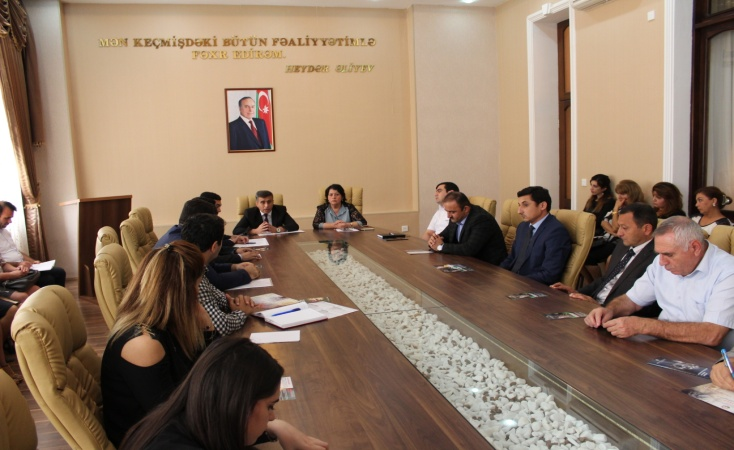 MƏN KEÇMİŞDƏKİ BÜTÜN FƏALİYYƏTİMLƏ
FƏXR EDİRƏM.
HEYDƏR ƏLİYEV